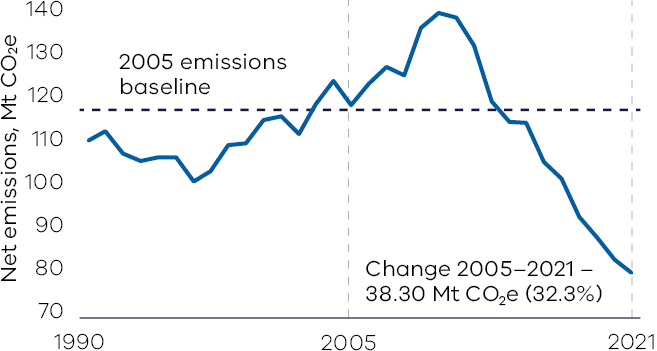 Net emissions, Mt CO₂e
140
130
120
110
100
90
80
70
2005 emissions
baseline
Change 2005–2021 –
38.30 Mt CO₂e (32.3%)
1990
2005
2021